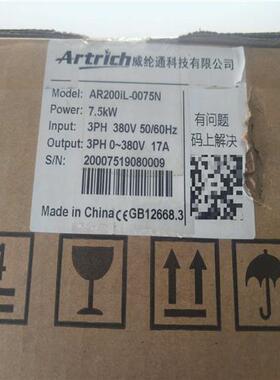 Artrich威纶通科技有限公司
Model: AR200iL-0075N
Power: 7.5kW
Input: 3PH 380V 50/60Hz
Output: 3PH 0~380V 17A
S/N: 20007519080009
有问题
码上解决
Made in China CE GB12668.3
4